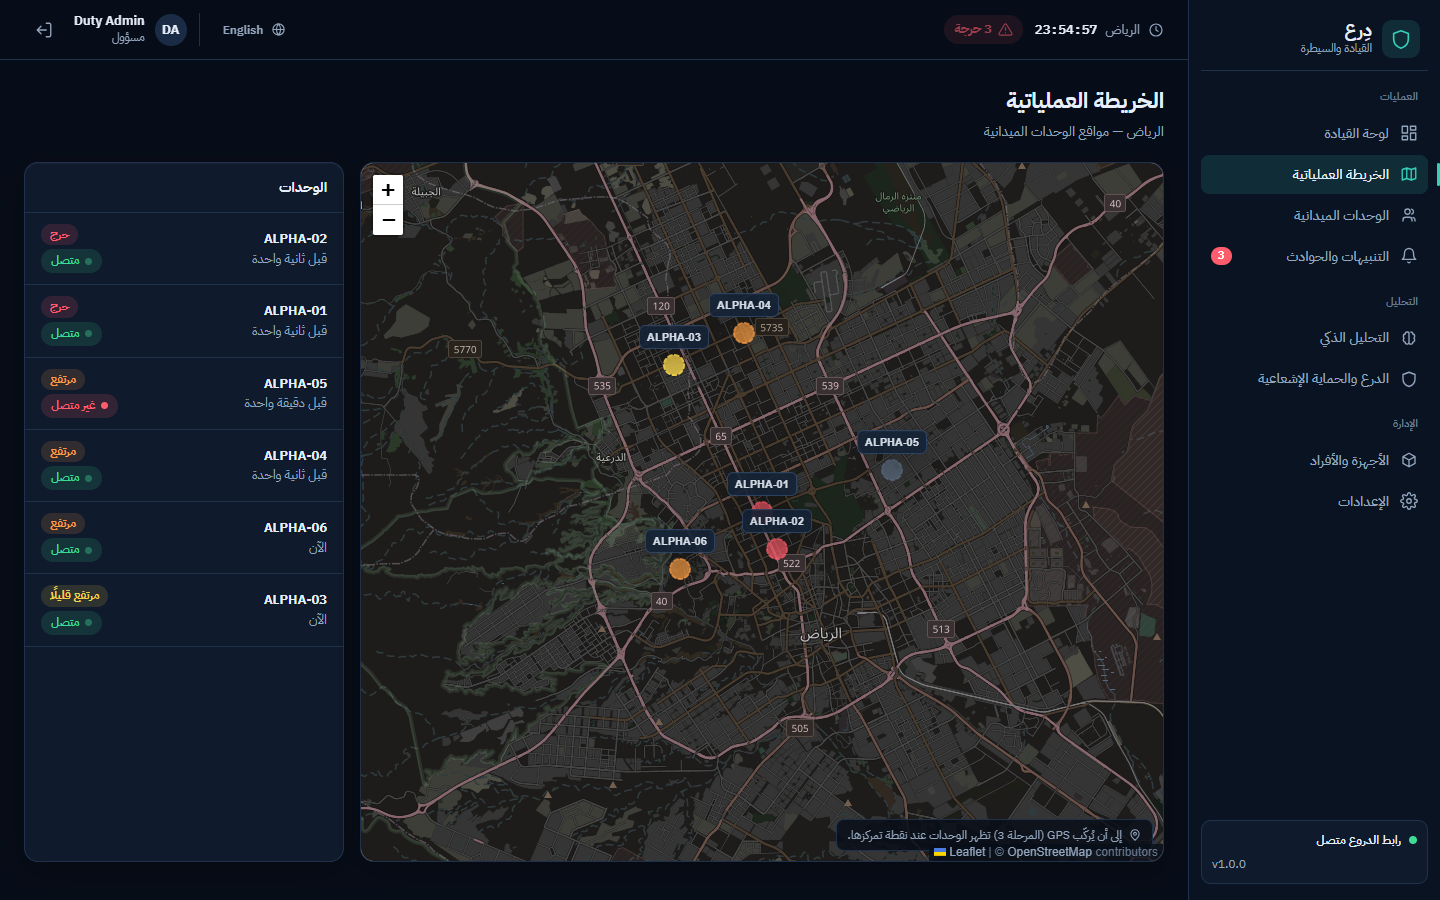 درع
القيادة والسيطرة
العمليات
لوحة القيادة
الخريطة العملياتية
الوحدات الميدانية
التنبيهات والحوادث
3
التحليل
التحليل الذكي
الدرع والحماية الإشعاعية
الإدارة
الأجهزة والأفراد
الإعدادات
رابط الدروع متصل
v1.0.0
الرياض 23:54:57
3 حرجة
English
DA
Duty Admin
مسؤول
الخريطة العملياتية
الرياض — مواقع الوحدات الميدانية
+
−
الجبيلة
منتزه الرمال
الرياضي
40
120
ALPHA-04
5735
ALPHA-03
5770
535
539
65
ALPHA-05
الدرعية
ALPHA-01
ALPHA-02
ALPHA-06
522
40
الرياض
513
505
إلى أن يُركّب GPS (المرحلة 3) تظهر الوحدات عند نقطة تمركزها.
Leaflet | © OpenStreetMap contributors
الوحدات
ALPHA-02
قبل ثانية واحدة
حرج
متصل
ALPHA-01
قبل ثانية واحدة
حرج
متصل
ALPHA-05
قبل دقيقة واحدة
مرتفع
غير متصل
ALPHA-04
قبل ثانية واحدة
مرتفع
متصل
ALPHA-06
الآن
مرتفع
متصل
ALPHA-03
الآن
مرتفع قليلًا
متصل